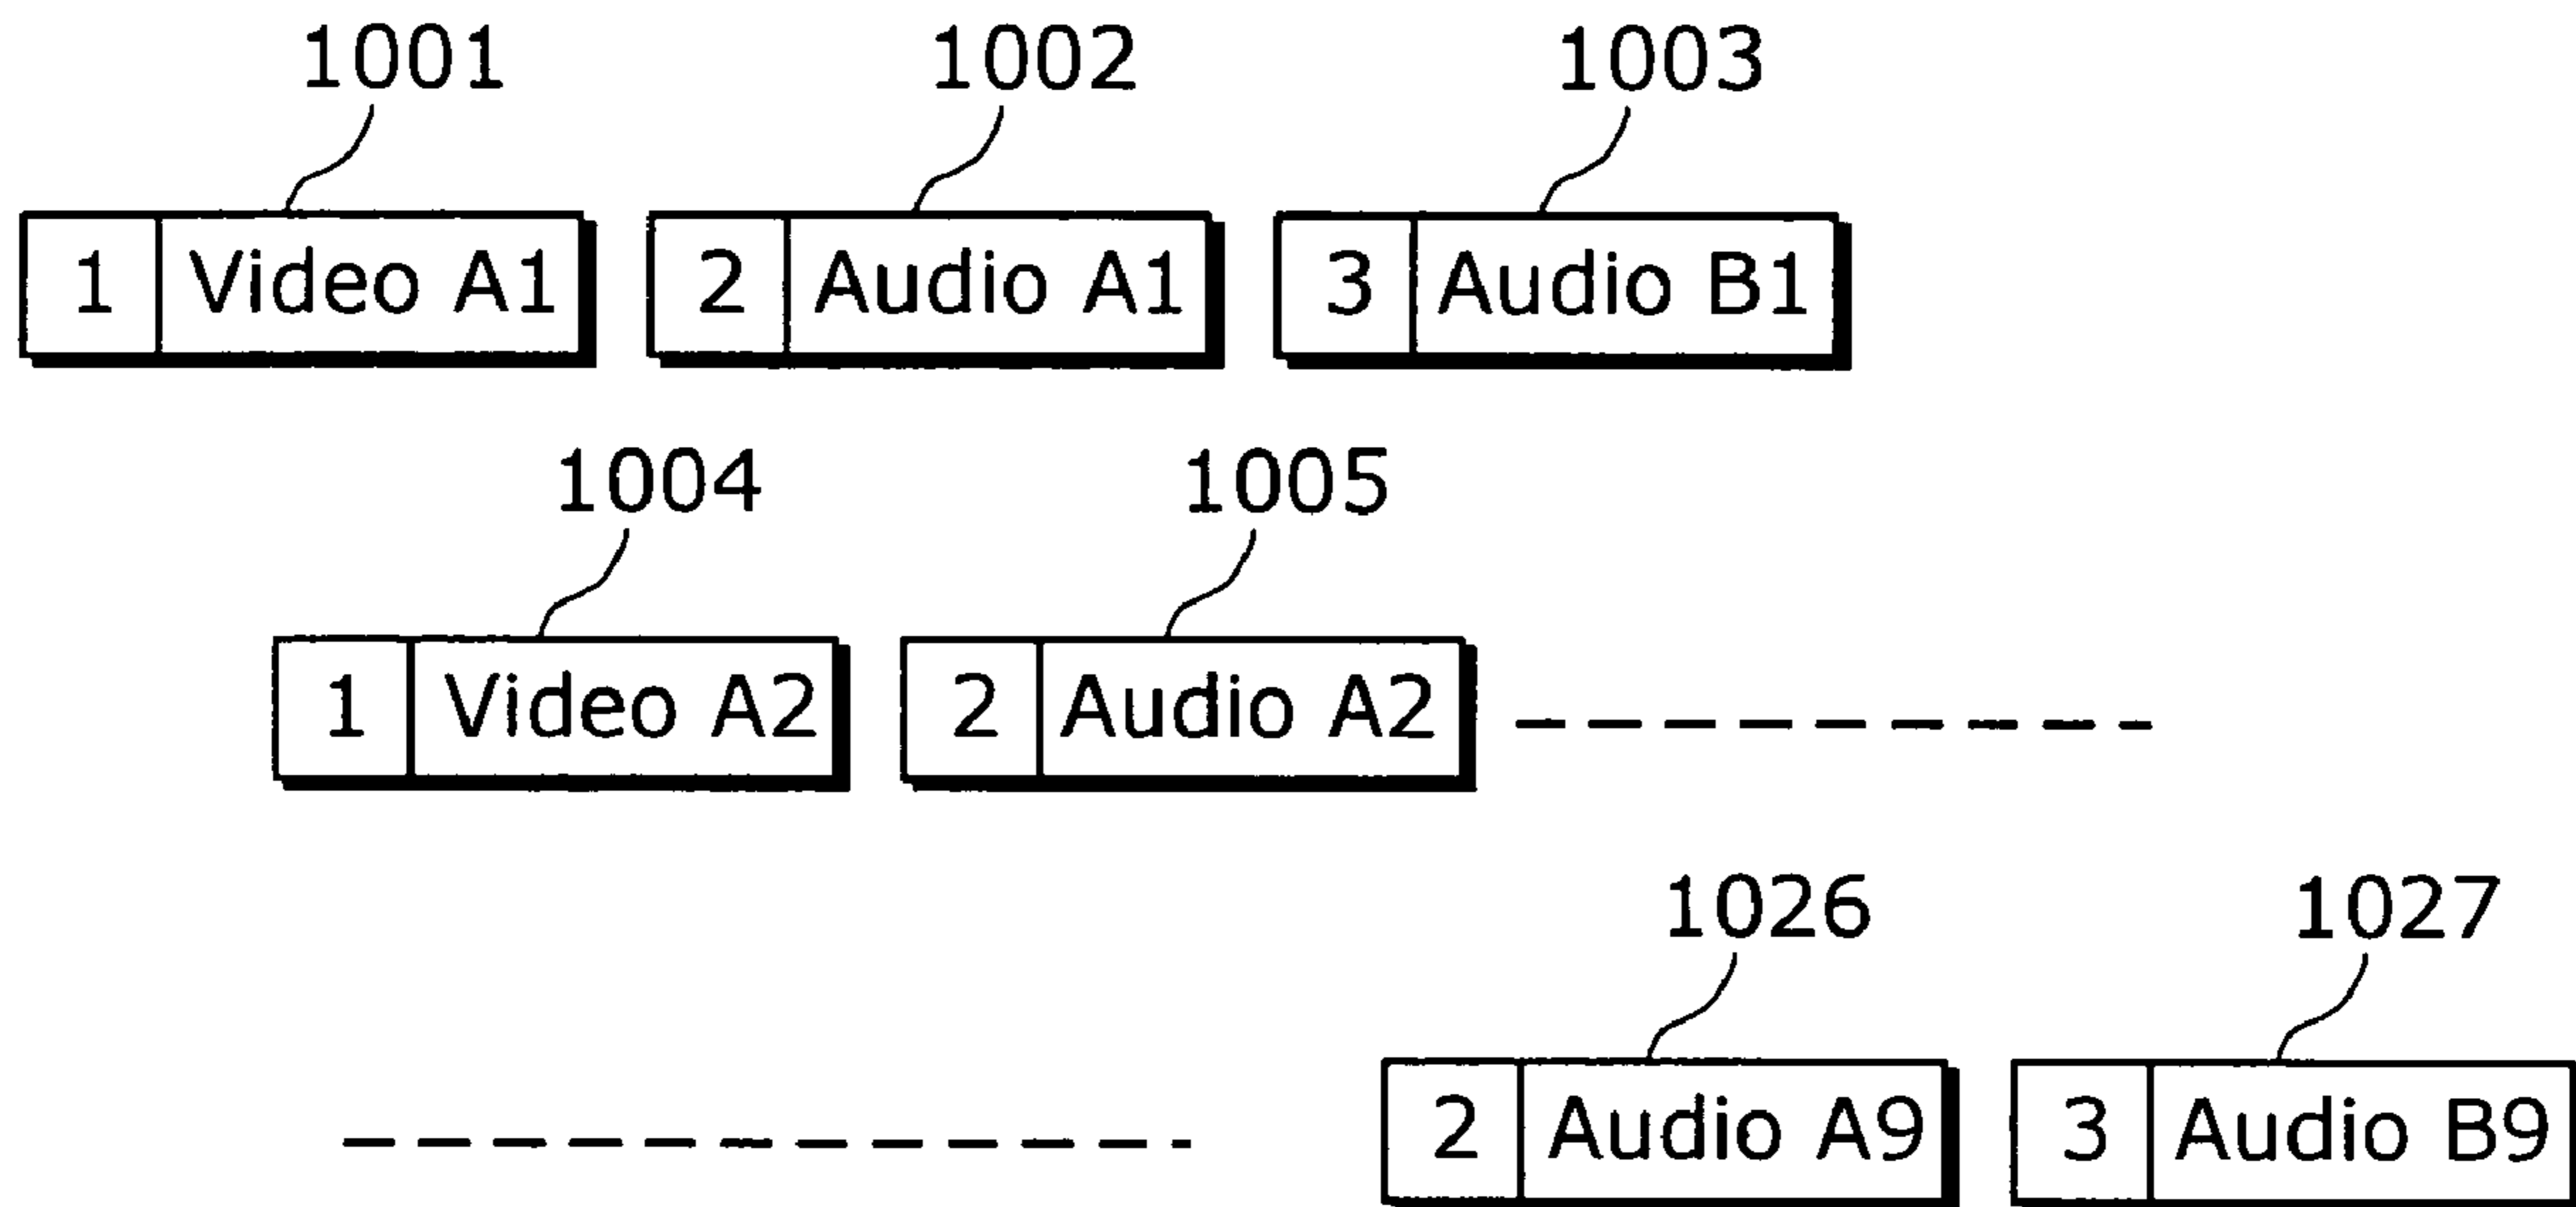 1001 1002 1003
1 Video A1 2 Audio A1 3 Audio B1
1004 1005
1 Video A2 2 Audio A2
1026 1027
2 Audio A9 3 Audio B9